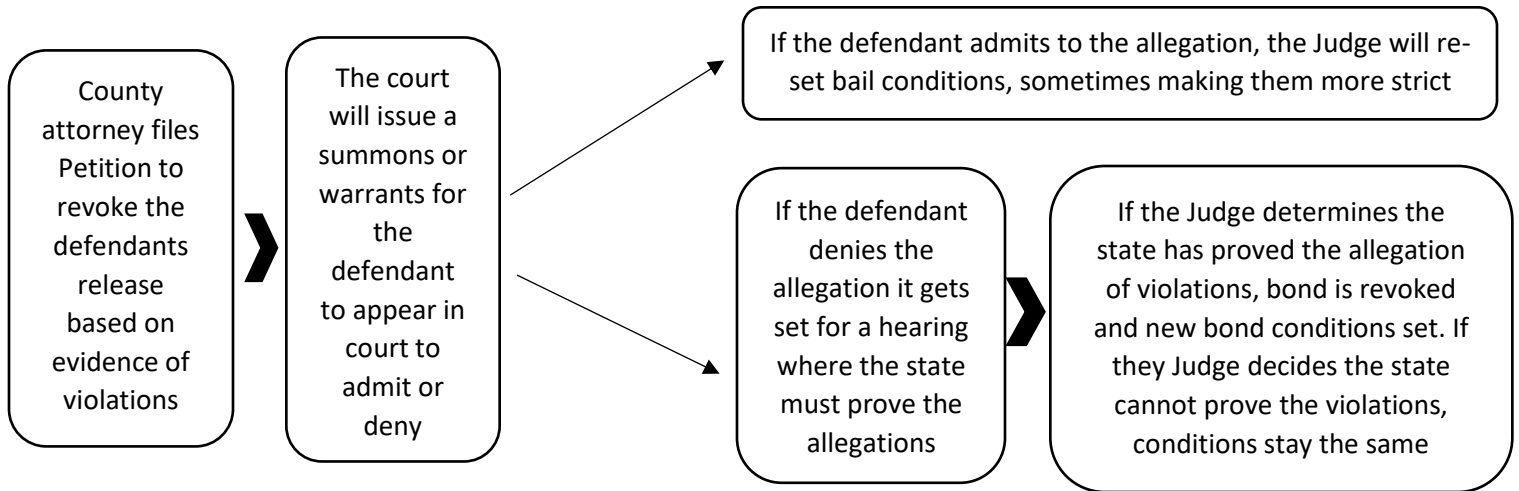 County
attorney files
Petition to
revoke the
defendants
release
based on
evidence of
violations
The court
will issue a
summons or
warrants for
the
defendant
to appear in
court to
admit or
deny
If the defendant admits to the allegation, the Judge will re-
set bail conditions, sometimes making them more strict
If the defendant
denies the
allegation it gets
set for a hearing
where the state
must prove the
allegations
If the Judge determines the
state has proved the allegation
of violations, bond is revoked
and new bond conditions set. If
they Judge decides the state
cannot prove the violations,
conditions stay the same